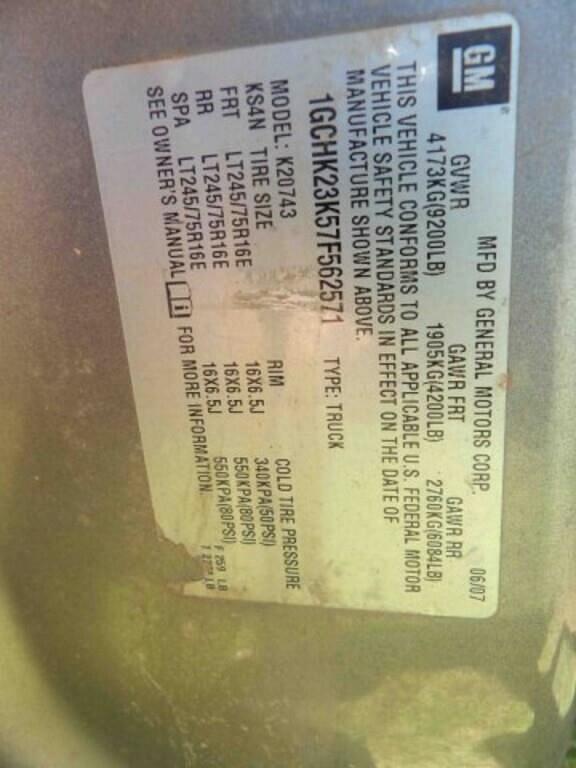 GM
MFD BY GENERAL MOTORS CORP. 06/07
GVWR GAWR FRT GAWR RR
4173KG(9200LB) 1905KG(4200LB) 2760KG(6084LB)
THIS VEHICLE CONFORMS TO ALL APPLICABLE U.S. FEDERAL MOTOR
VEHICLE SAFETY STANDARDS IN EFFECT ON THE DATE OF
MANUFACTURE SHOWN ABOVE.
1GCHK23K57F562571 TYPE: TRUCK
MODEL: K20743
KS4N TIRE SIZE RIM COLD TIRE PRESSURE
FRT LT245/75R16E 16X6.5J 340KPA(50PSI)
RR LT245/75R16E 16X6.5J 550KPA(80PSI)
SPA LT245/75R16E 16X6.5J 550KPA(80PSI)
SEE OWNER'S MANUAL i FOR MORE INFORMATION
F 259 LB
T LB